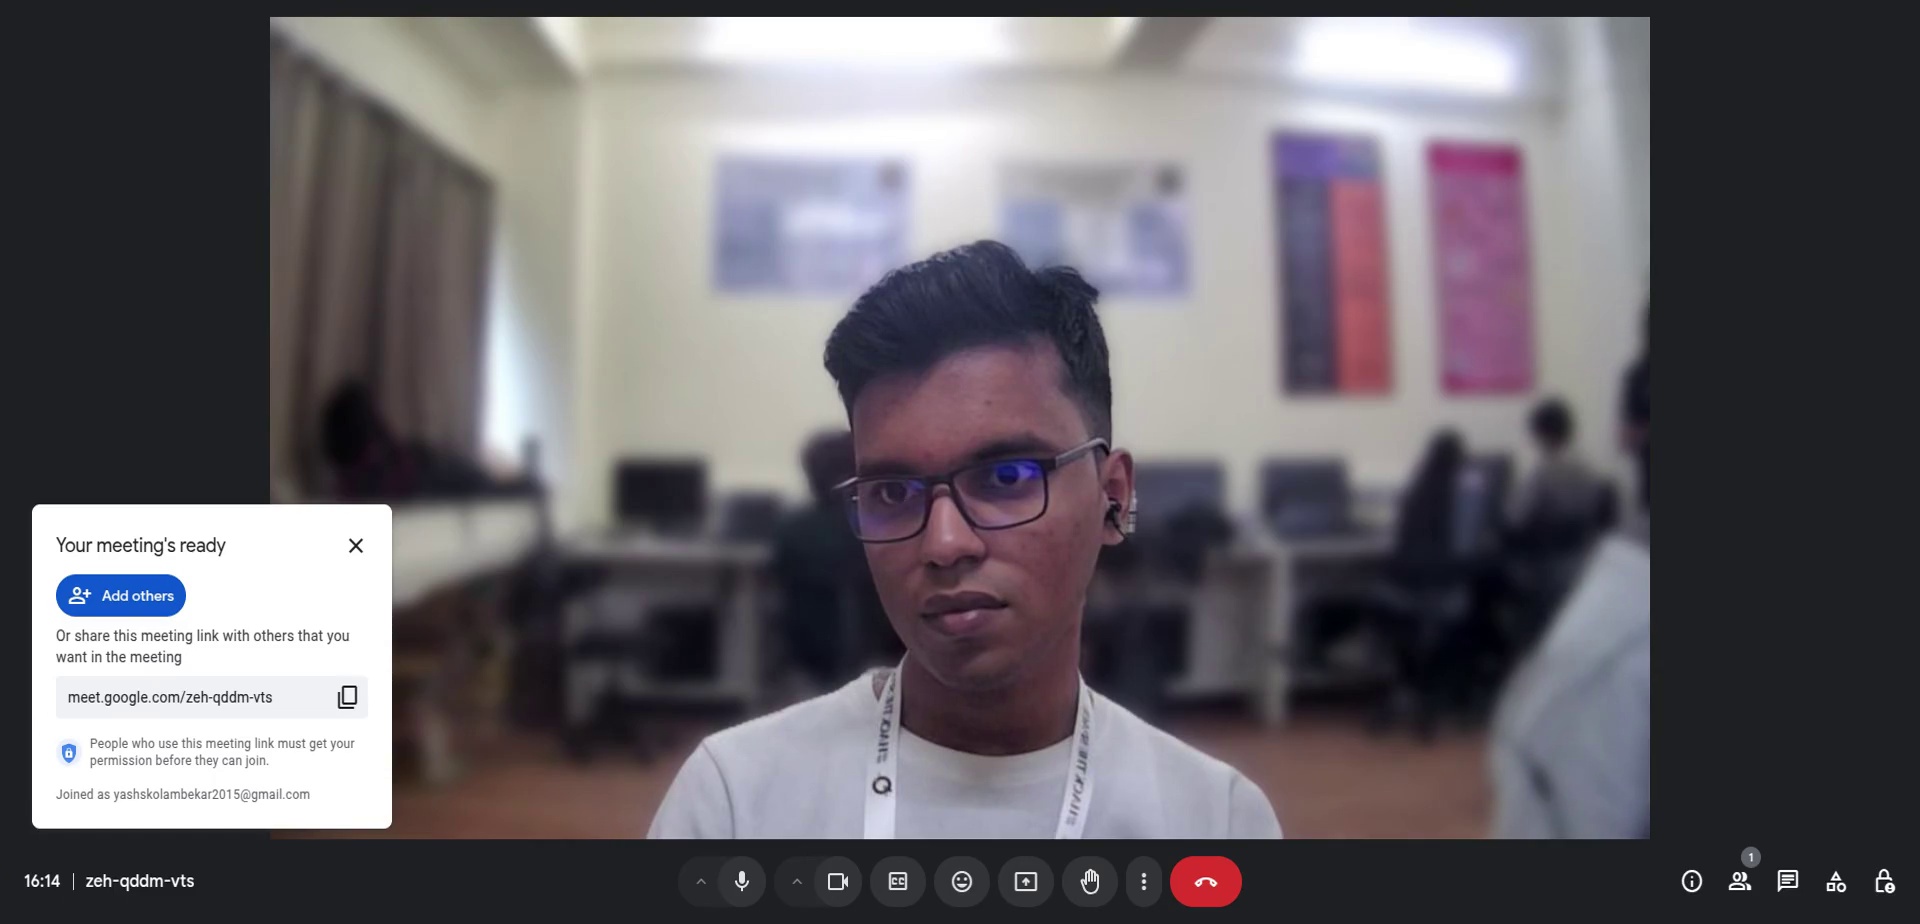 Your meeting's ready
Add others
Or share this meeting link with others that you
want in the meeting
meet.google.com/zeh-qddm-vts
People who use this meeting link must get your
permission before they can join.
Joined as yashskolambekar2015@gmail.com
16:14 | zeh-qddm-vts
CC
1